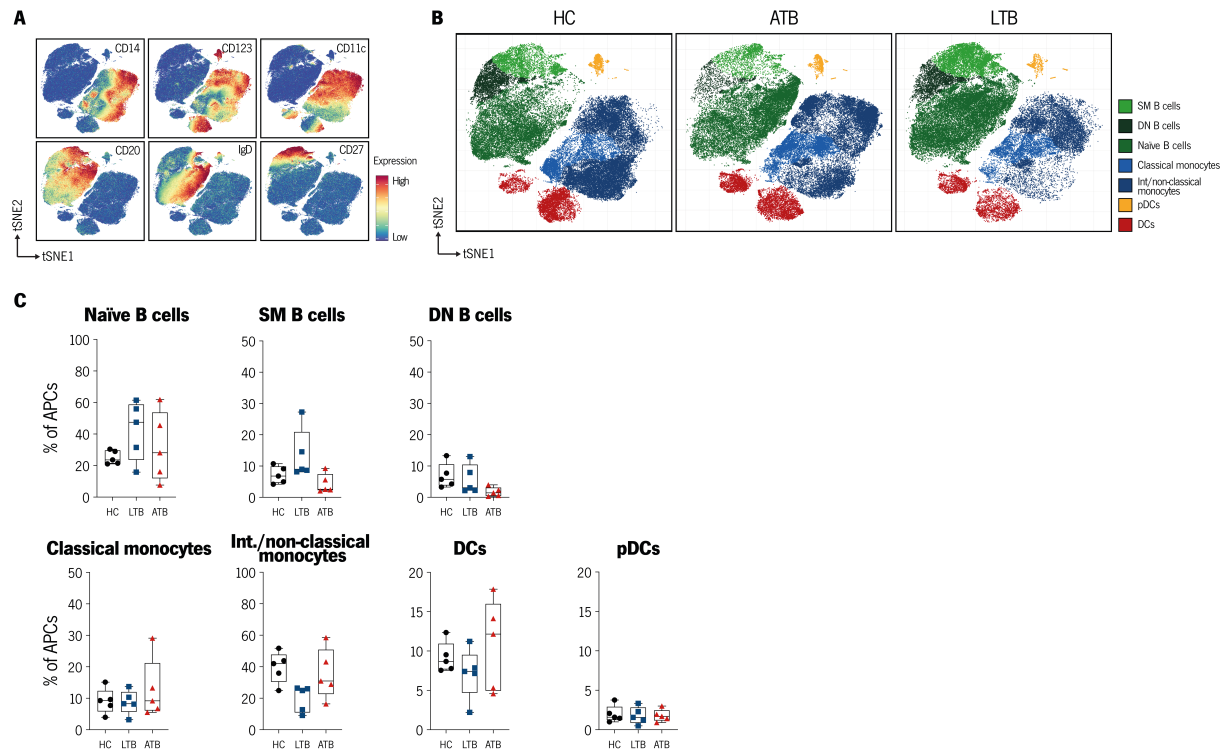 A
CD14
CD123
CD11c
CD20
IgD
CD27
Expression
High
Low
tSNE2
tSNE1
B
HC
ATB
LTB
tSNE2
tSNE1
SM B cells
DN B cells
Naïve B cells
Classical monocytes
Int/non-classical
monocytes
pDCs
DCs
C
Naïve B cells
% of APCs
100
80
60
40
20
0
HC LTB ATB
SM B cells
50
40
30
20
10
0
HC LTB ATB
DN B cells
50
40
30
20
10
0
HC LTB ATB
Classical monocytes
% of APCs
50
40
30
20
10
0
HC LTB ATB
Int./non-classical
monocytes
100
80
60
40
20
0
HC LTB ATB
DCs
20
15
10
5
0
HC LTB ATB
pDCs
20
15
10
5
0
HC LTB ATB